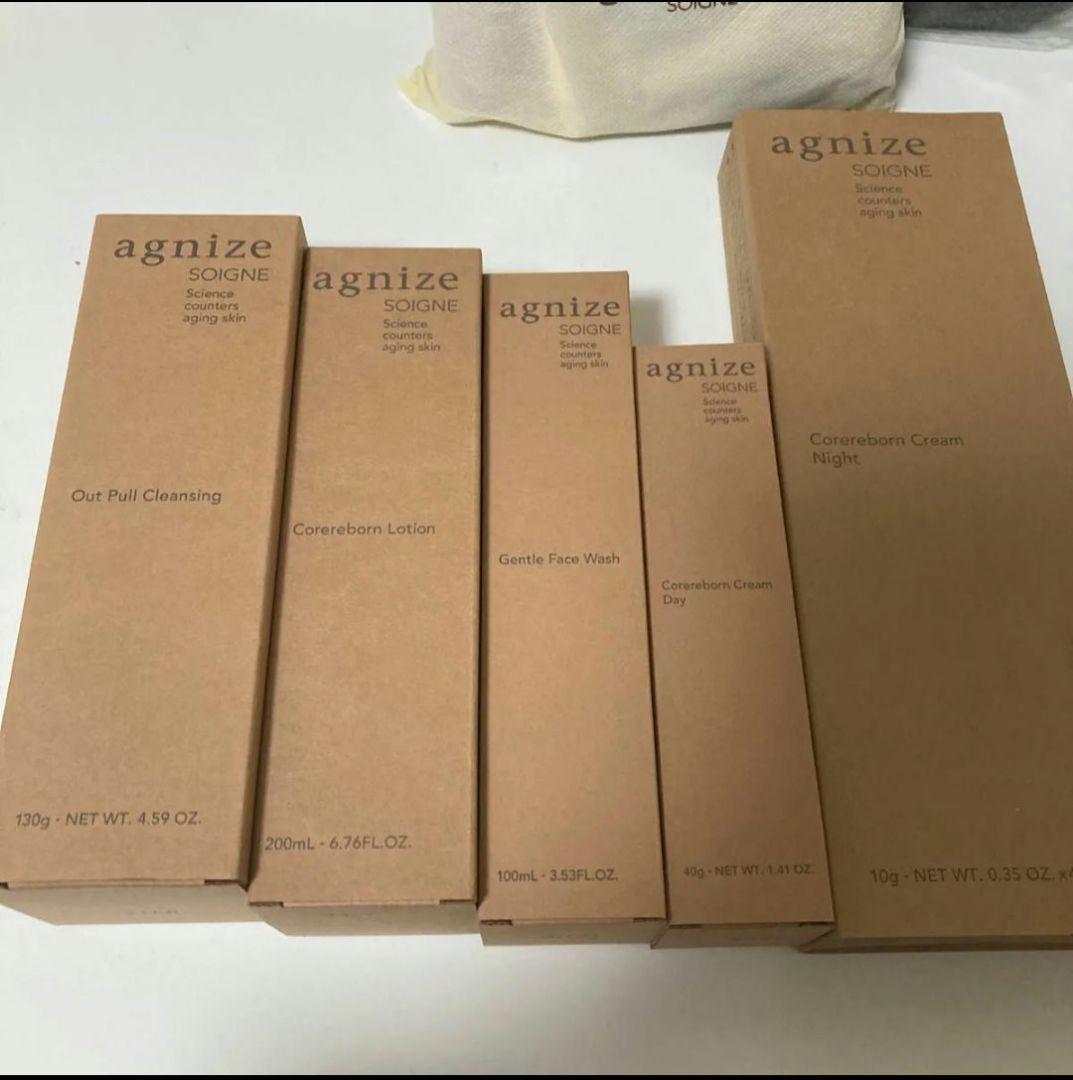 SOIGNE
agnize
SOIGNE
Science
counters
aging skin
Out Pull Cleansing
130g - NET WT. 4.59 OZ.
agnize
SOIGNE
Science
counters
aging skin
Corereborn Lotion
200mL - 6.76FL.OZ.
agnize
SOIGNE
Science
counters
aging skin
Gentle Face Wash
100mL - 3.53FL.OZ.
agnize
SOIGNE
Science
counters
aging skin
Corereborn Cream
Day
40g - NET WT. 1.41 OZ.
agnize
SOIGNE
Science
counters
aging skin
Corereborn Cream
Night
10g - NET WT. 0.35 OZ.